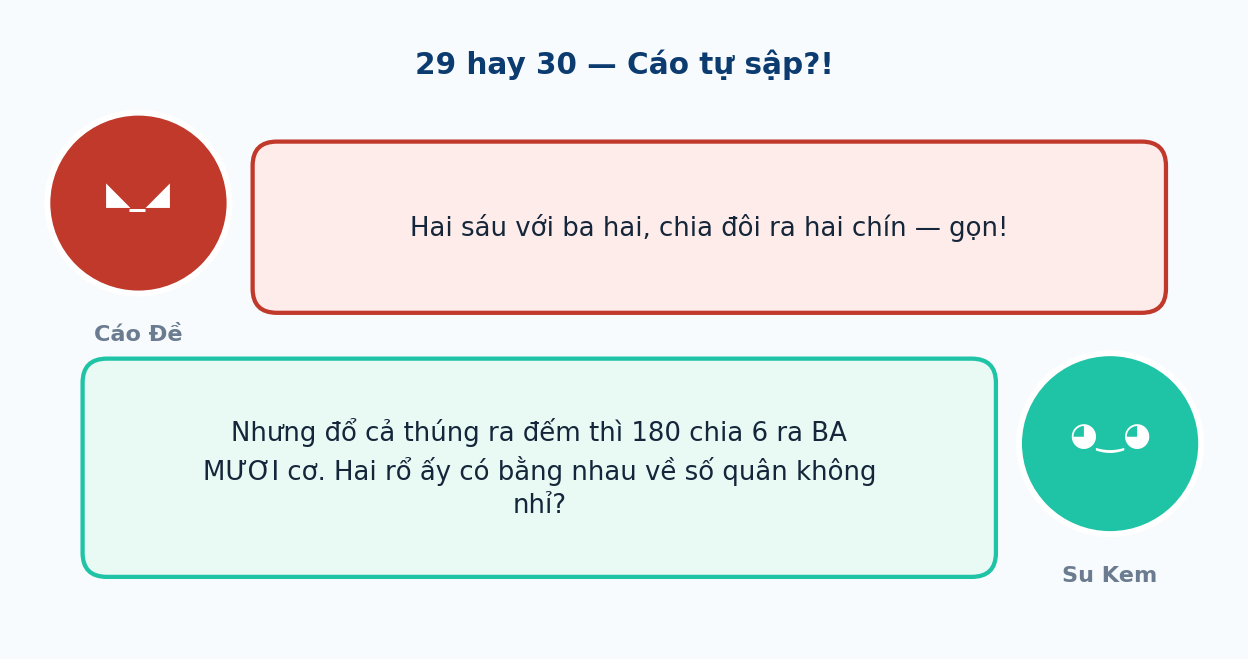 29 hay 30 — Cáo tự sập?!
Hai sáu với ba hai, chia đôi ra hai chín — gọn!
Cáo Đề
Nhưng đổ cả thúng ra đếm thì 180 chia 6 ra BA
MƯƠI cơ. Hai rổ ấy có bằng nhau về số quân không
nhỉ?
Su Kem